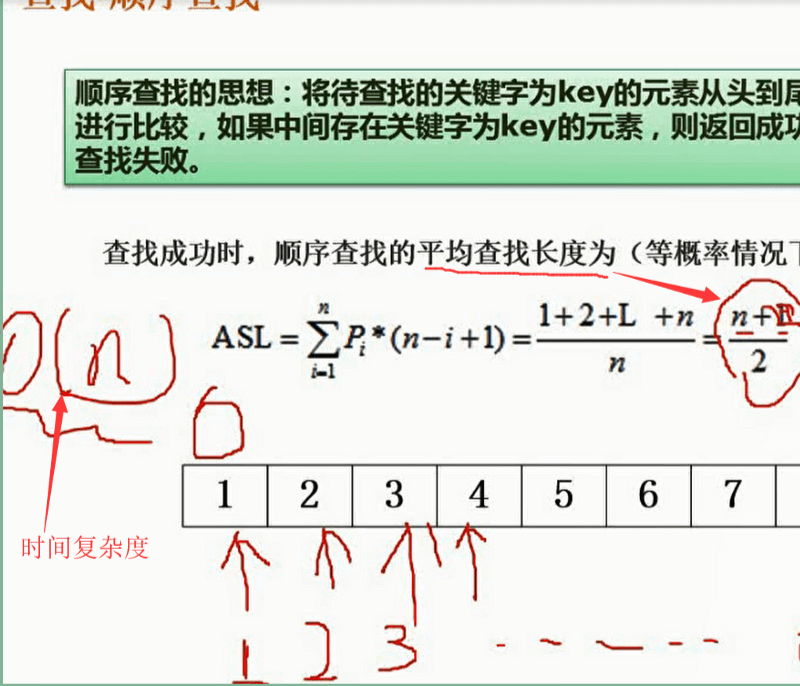 查找-顺序查找
顺序查找的思想：将待查找的关键字为key的元素从头到尾
进行比较，如果中间存在关键字为key的元素，则返回成功
查找失败。
查找成功时，顺序查找的平均查找长度为（等概率情况下
ASL = \sum_{i=1}^{n} P_i * (n-i+1) = \frac{1+2+L +n}{n} = \frac{n+1}{2}
O(n)
1 2 3 4 5 6 7
时间复杂度
1 2 3